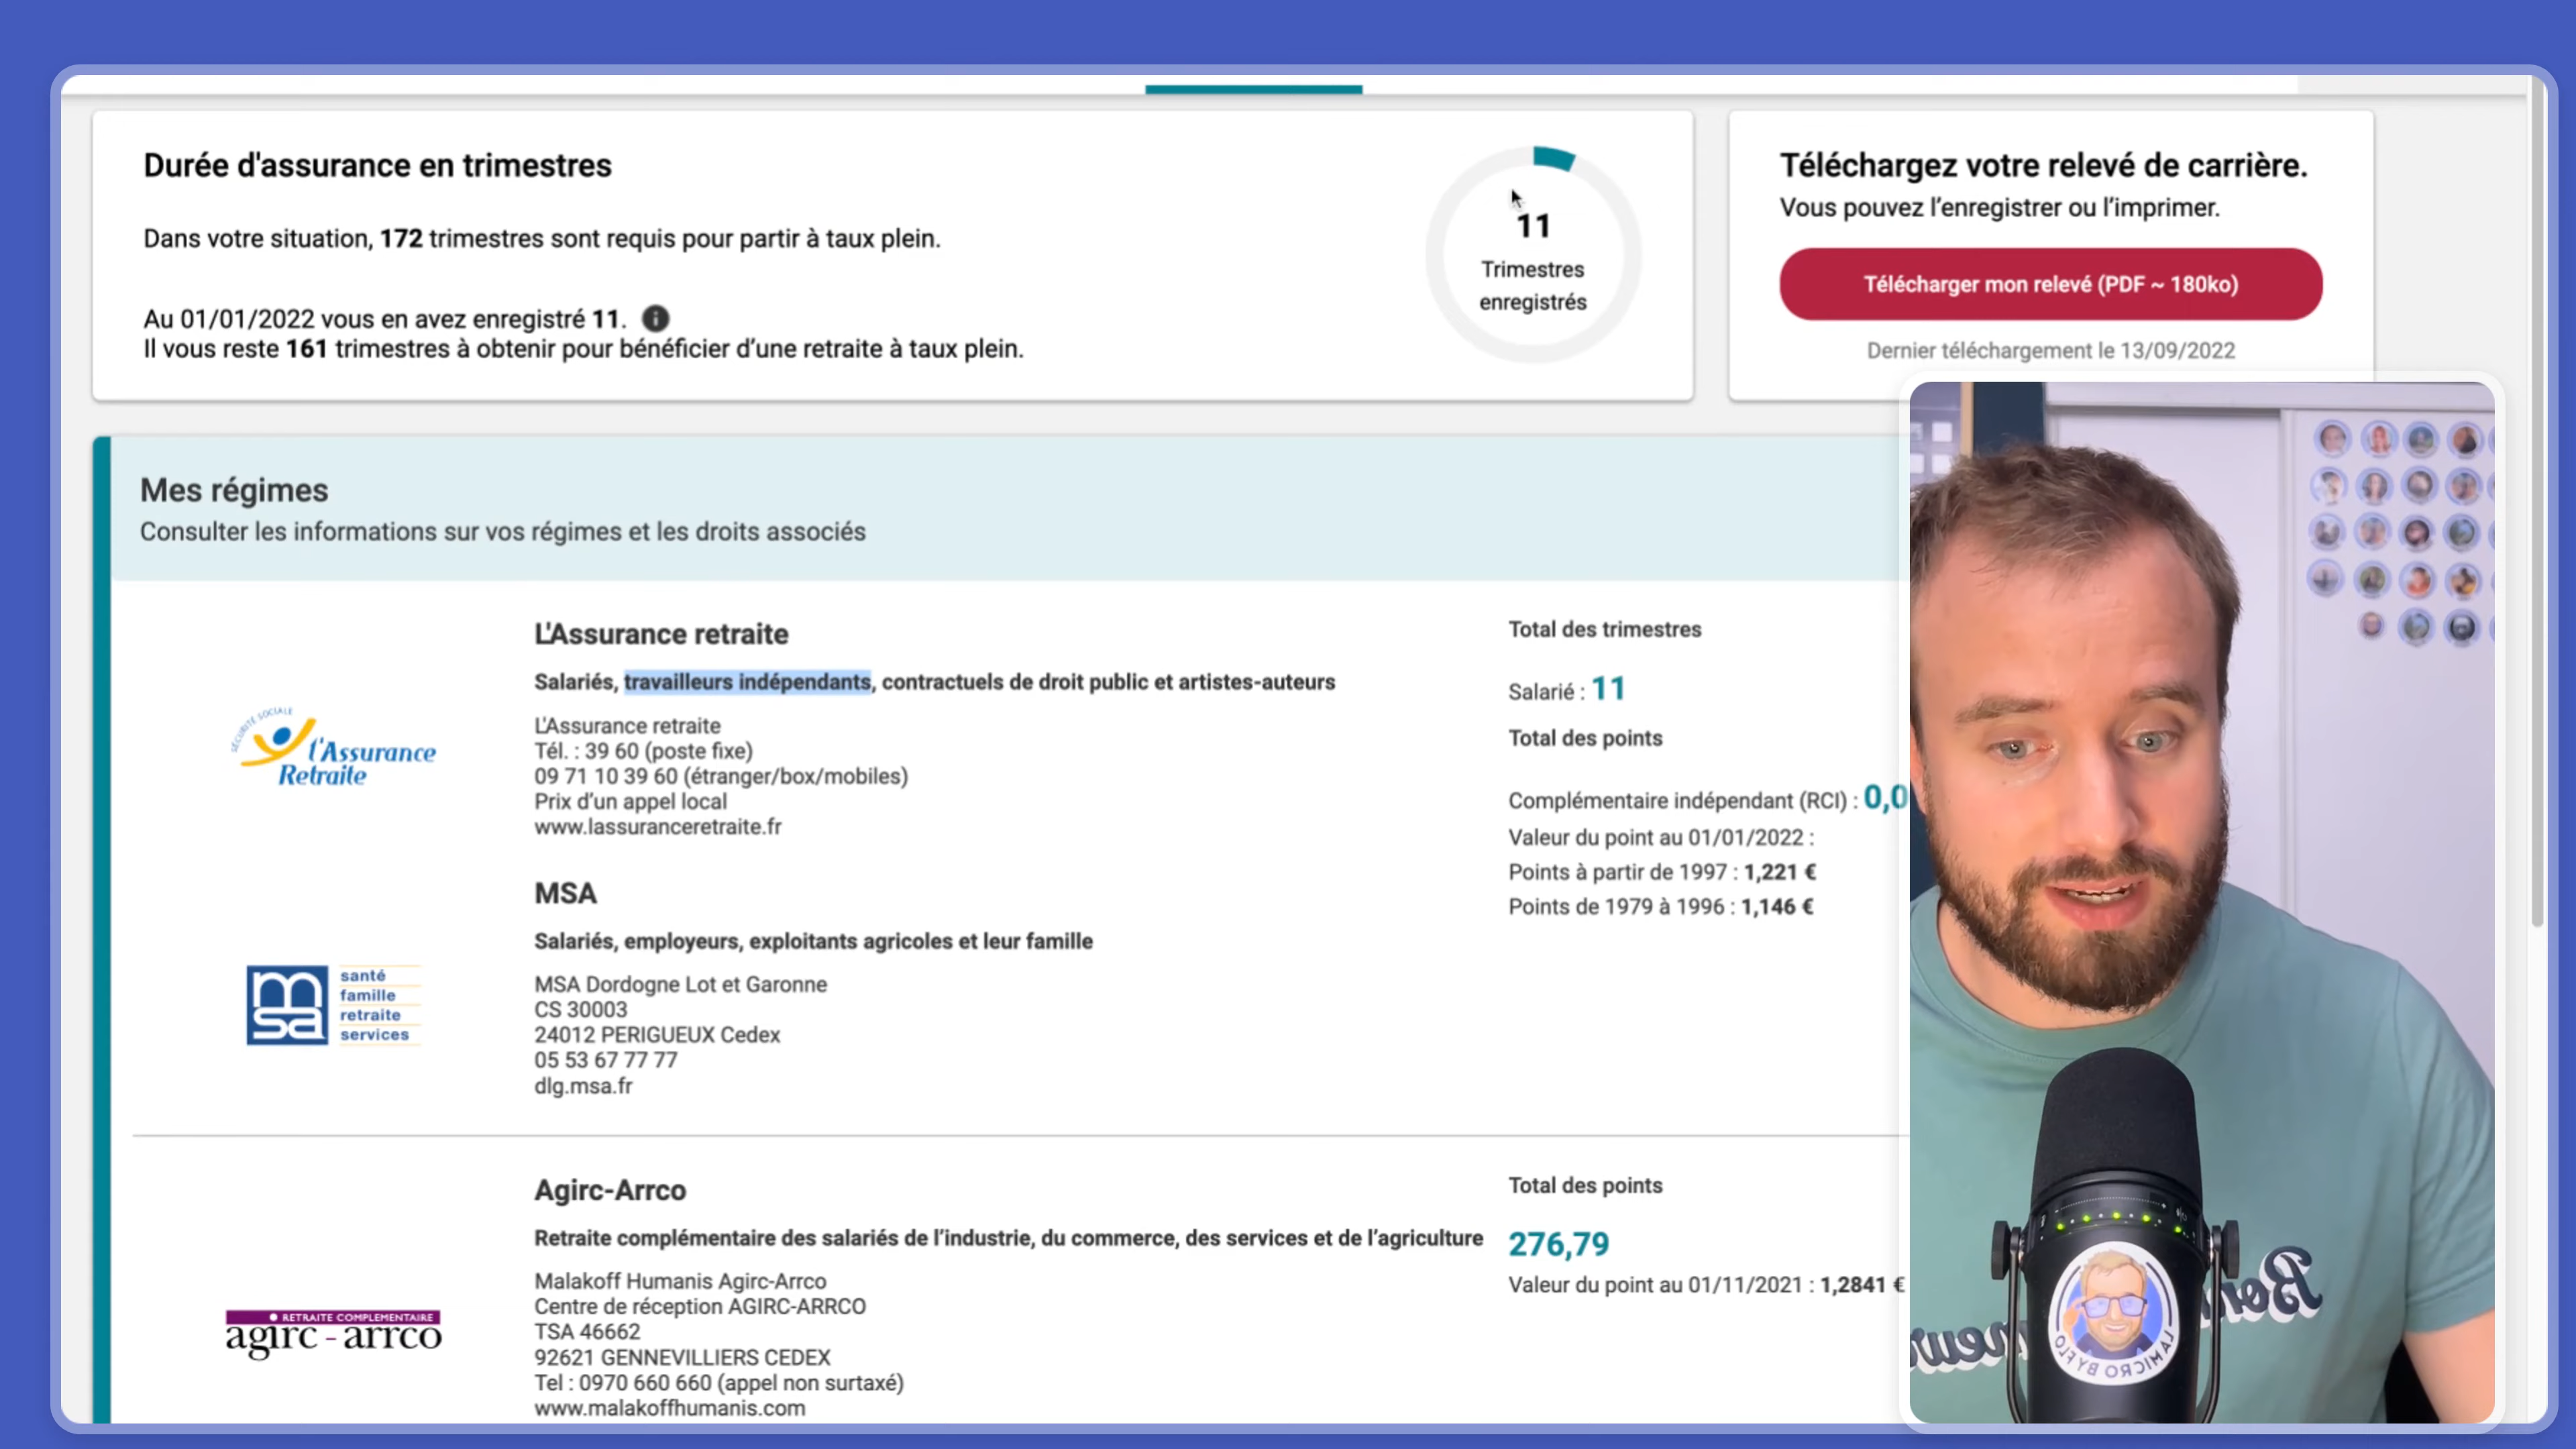 Durée d'assurance en trimestres
Dans votre situation, 172 trimestres sont requis pour partir à taux plein.
Au 01/01/2022 vous en avez enregistré 11.
Il vous reste 161 trimestres à obtenir pour bénéficier d'une retraite à taux plein.
11
Trimestres
enregistrés
Téléchargez votre relevé de carrière.
Vous pouvez l'enregistrer ou l'imprimer.
Télécharger mon relevé (PDF ~ 180ko)
Dernier téléchargement le 13/09/2022
Mes régimes
Consulter les informations sur vos régimes et les droits associés
SÉCURITÉ SOCIALE
l'Assurance
Retraite
L'Assurance retraite
Salariés, travailleurs indépendants, contractuels de droit public et artistes-auteurs
L'Assurance retraite
Tél. : 39 60 (poste fixe)
09 71 10 39 60 (étranger/box/mobiles)
Prix d'un appel local
www.lassuranceretraite.fr
Total des trimestres
Salarié : 11
Total des points
Complémentaire indépendant (RCI) : 0,0
Valeur du point au 01/01/2022 :
Points à partir de 1997 : 1,221 €
Points de 1979 à 1996 : 1,146 €
msa
santé
famille
retraite
services
MSA
Salariés, employeurs, exploitants agricoles et leur famille
MSA Dordogne Lot et Garonne
CS 30003
24012 PERIGUEUX Cedex
05 53 67 77 77
dlg.msa.fr
RETRAITE COMPLEMENTAIRE
agirc - arrco
Agirc-Arrco
Retraite complémentaire des salariés de l'industrie, du commerce, des services et de l'agriculture
Malakoff Humanis Agirc-Arrco
Centre de réception AGIRC-ARRCO
TSA 46662
92621 GENNEVILLIERS CEDEX
Tel : 0970 660 660 (appel non surtaxé)
www.malakoffhumanis.com
Total des points
276,79
Valeur du point au 01/11/2021 : 1,2841 €
LA MICRO BY FLO